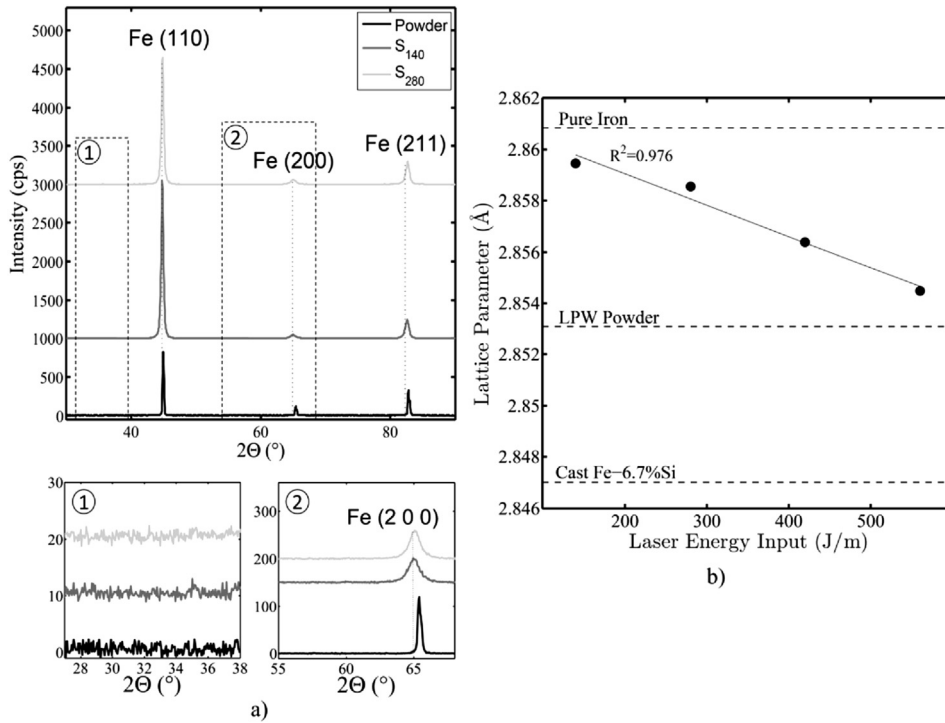 Powder
S₁₄₀
S₂₈₀
Fe (110)
Fe (200)
Fe (211)
①
②
Intensity (cps)
5000
4500
4000
3500
3000
2500
2000
1500
1000
500
0
40
60
80
2Θ (°)
①
30
20
10
0
28
30
32
34
36
38
2Θ (°)
②
Fe (2 0 0)
300
200
100
0
55
60
65
2Θ (°)
a)
Lattice Parameter (Å)
2.862
2.86
2.858
2.856
2.854
2.852
2.85
2.848
2.846
Pure Iron
R²=0.976
LPW Powder
Cast Fe−6.7%Si
200
300
400
500
Laser Energy Input (J/m)
b)